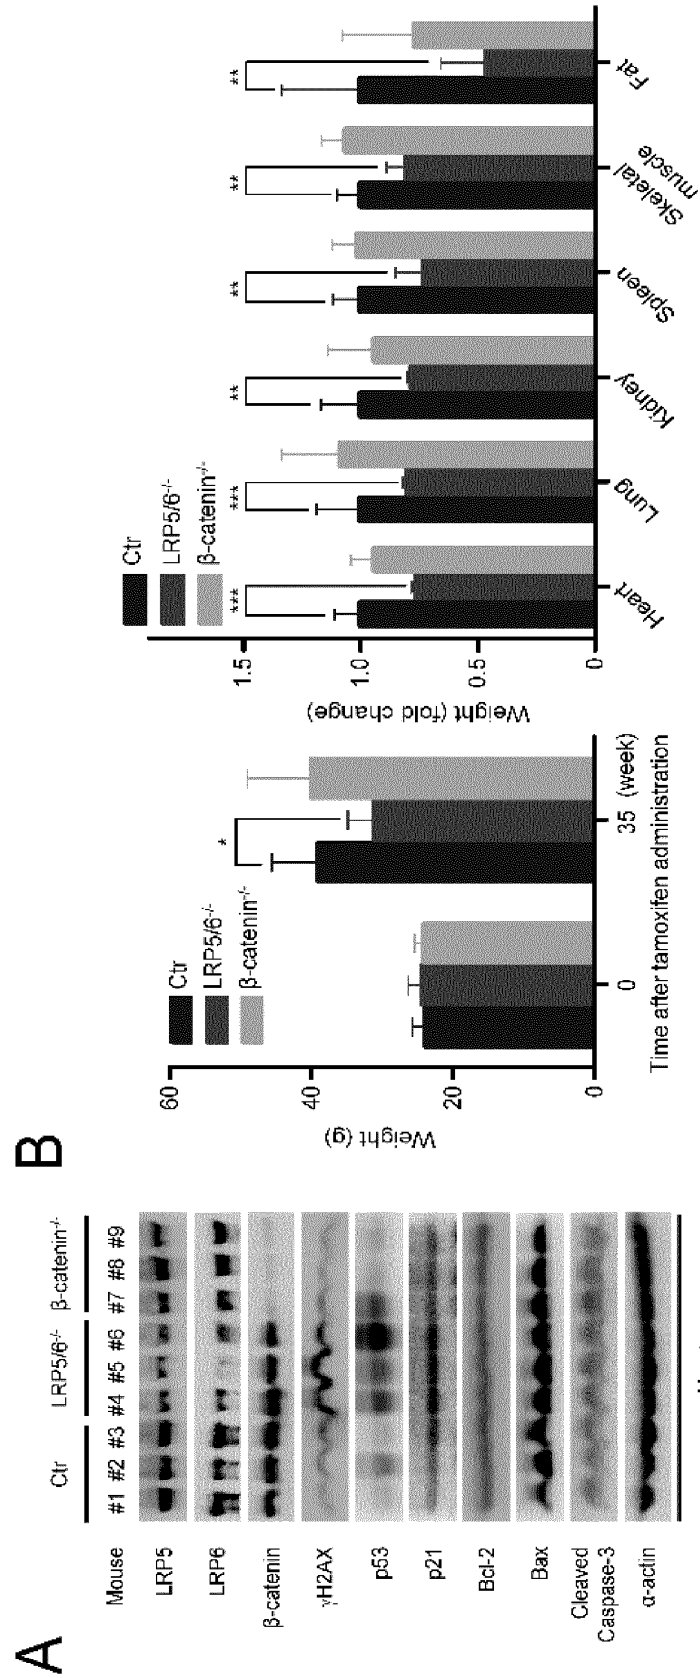 A
Mouse
Ctr
LRP5/6-/-
β-catenin-/-
#1 #2 #3 #4 #5 #6 #7 #8 #9
LRP5
LRP6
β-catenin
γH2AX
p53
p21
Bcl-2
Bax
Cleaved
Caspase-3
α-actin
B
Ctr
LRP5/6-/-
β-catenin-/-
Weight (g)
60
40
20
0
*
0
35 (week)
Time after tamoxifen administration
Ctr
LRP5/6-/-
β-catenin-/-
Weight (fold change)
1.5
1.0
0.5
0
***
***
**
**
**
**
Heart
Lung
Kidney
Spleen
Skeletal
muscle
Fat